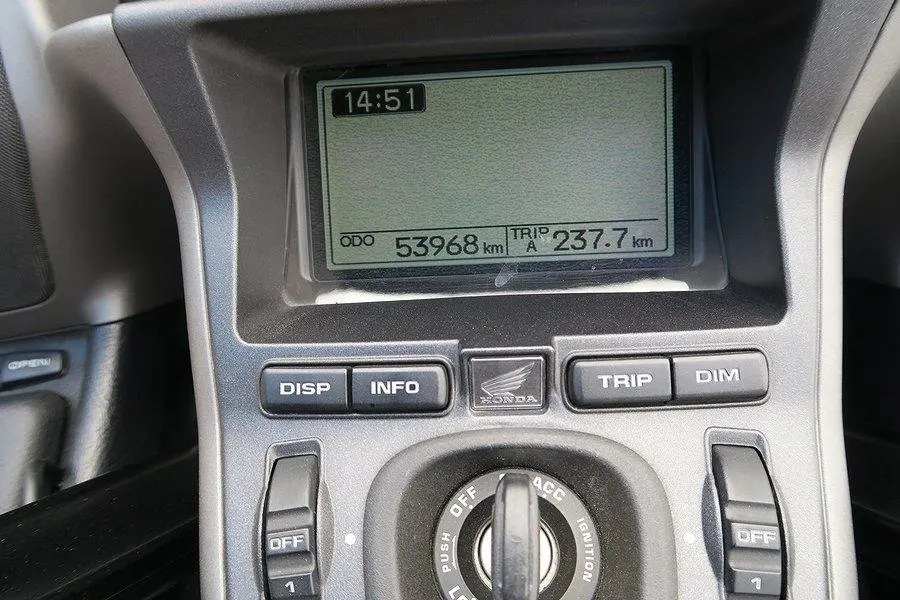 14:51
ODO 53968 km TRIP A 237.7 km
OPEN
DISP INFO HONDA TRIP DIM
OFF ACC
IGNITION
PUSH
OFF OFF
1 1